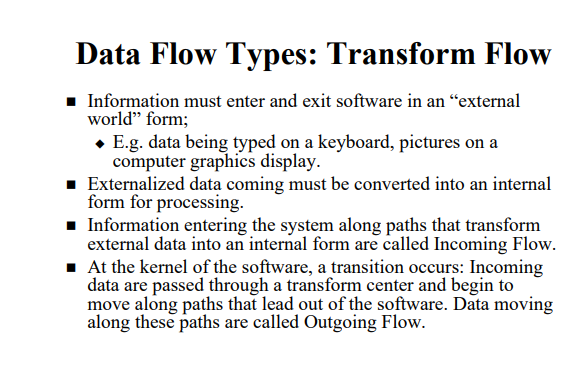 Data Flow Types: Transform Flow
■ Information must enter and exit software in an “external
world” form;
◆ E.g. data being typed on a keyboard, pictures on a
computer graphics display.
■ Externalized data coming must be converted into an internal
form for processing.
■ Information entering the system along paths that transform
external data into an internal form are called Incoming Flow.
■ At the kernel of the software, a transition occurs: Incoming
data are passed through a transform center and begin to
move along paths that lead out of the software. Data moving
along these paths are called Outgoing Flow.